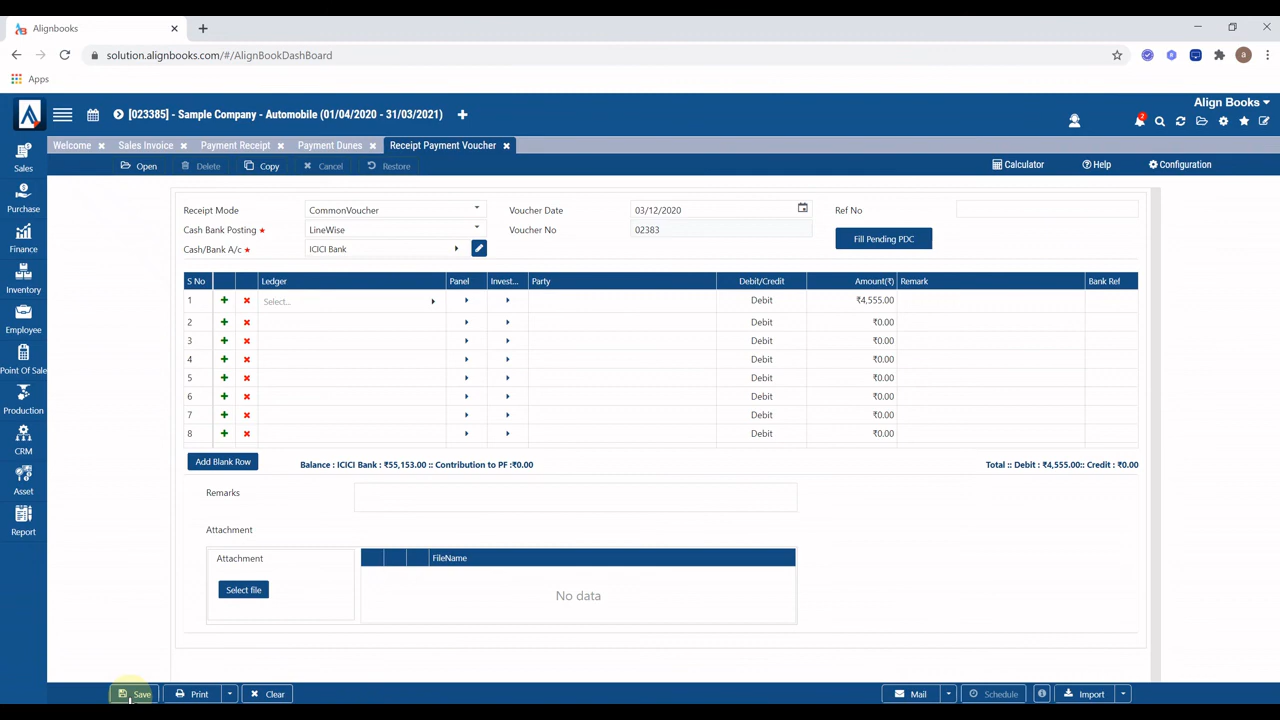 Alignbooks
solution.alignbooks.com/#/AlignBookDashBoard
a
Apps
[023385] - Sample Company - Automobile (01/04/2020 - 31/03/2021)
Align Books
2
Welcome Sales Invoice Payment Receipt Payment Dunes Receipt Payment Voucher
Open Delete Copy Cancel Restore Calculator Help Configuration
Sales
Purchase
Finance
Inventory
Employee
Point Of Sale
Production
CRM
Asset
Report
Receipt Mode CommonVoucher Voucher Date 03/12/2020 Ref No
Cash Bank Posting * LineWise Voucher No 02383 Fill Pending PDC
Cash/Bank A/c * ICICI Bank
S No Ledger Panel Invest... Party Debit/Credit Amount(₹) Remark Bank Ref
1 Select... Debit ₹4,555.00
2 Debit ₹0.00
3 Debit ₹0.00
4 Debit ₹0.00
5 Debit ₹0.00
6 Debit ₹0.00
7 Debit ₹0.00
8 Debit ₹0.00
Add Blank Row Balance : ICICI Bank : ₹55,153.00 :: Contribution to PF :₹0.00 Total :: Debit : ₹4,555.00:: Credit : ₹0.00
Remarks
Attachment
Attachment FileName
Select file No data
Save Print Clear Mail Schedule Import